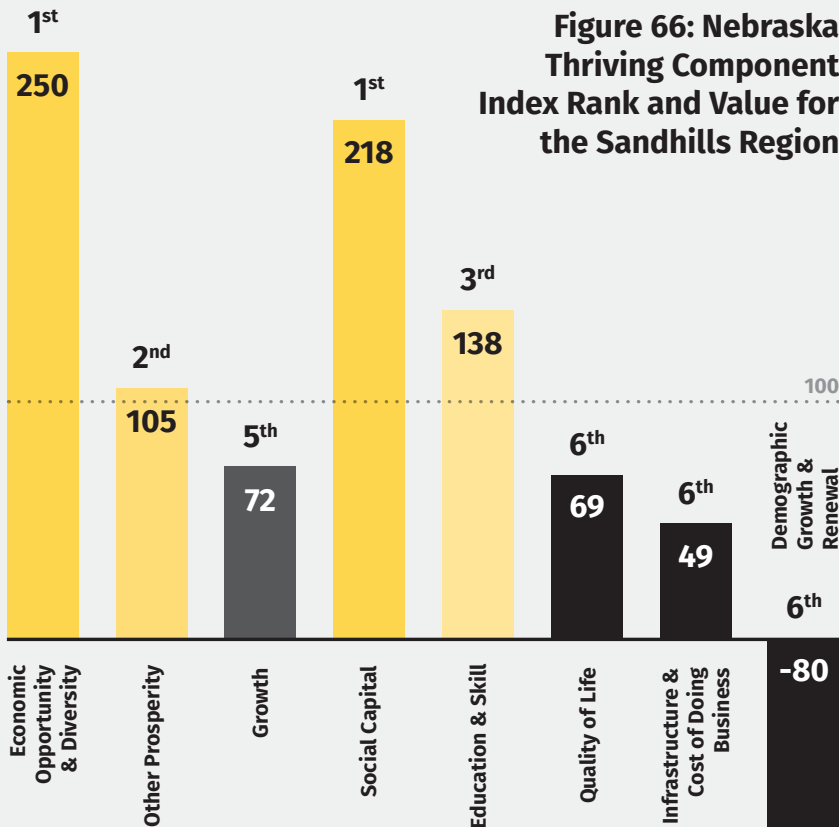 Figure 66: Nebraska
Thriving Component
Index Rank and Value for
the Sandhills Region
1st
250
Economic
Opportunity
& Diversity
2nd
105
Other Prosperity
5th
72
Growth
1st
218
Social Capital
3rd
138
Education & Skill
6th
69
Quality of Life
6th
49
Infrastructure &
Cost of Doing
Business
100
Demographic
Growth &
Renewal
6th
-80